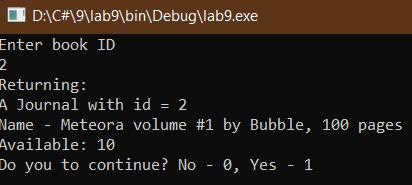 D:\C#\9\lab9\bin\Debug\lab9.exe
Enter book ID
2
Returning:
A Journal with id = 2
Name - Meteora volume #1 by Bubble, 100 pages
Available: 10
Do you to continue? No - 0, Yes - 1